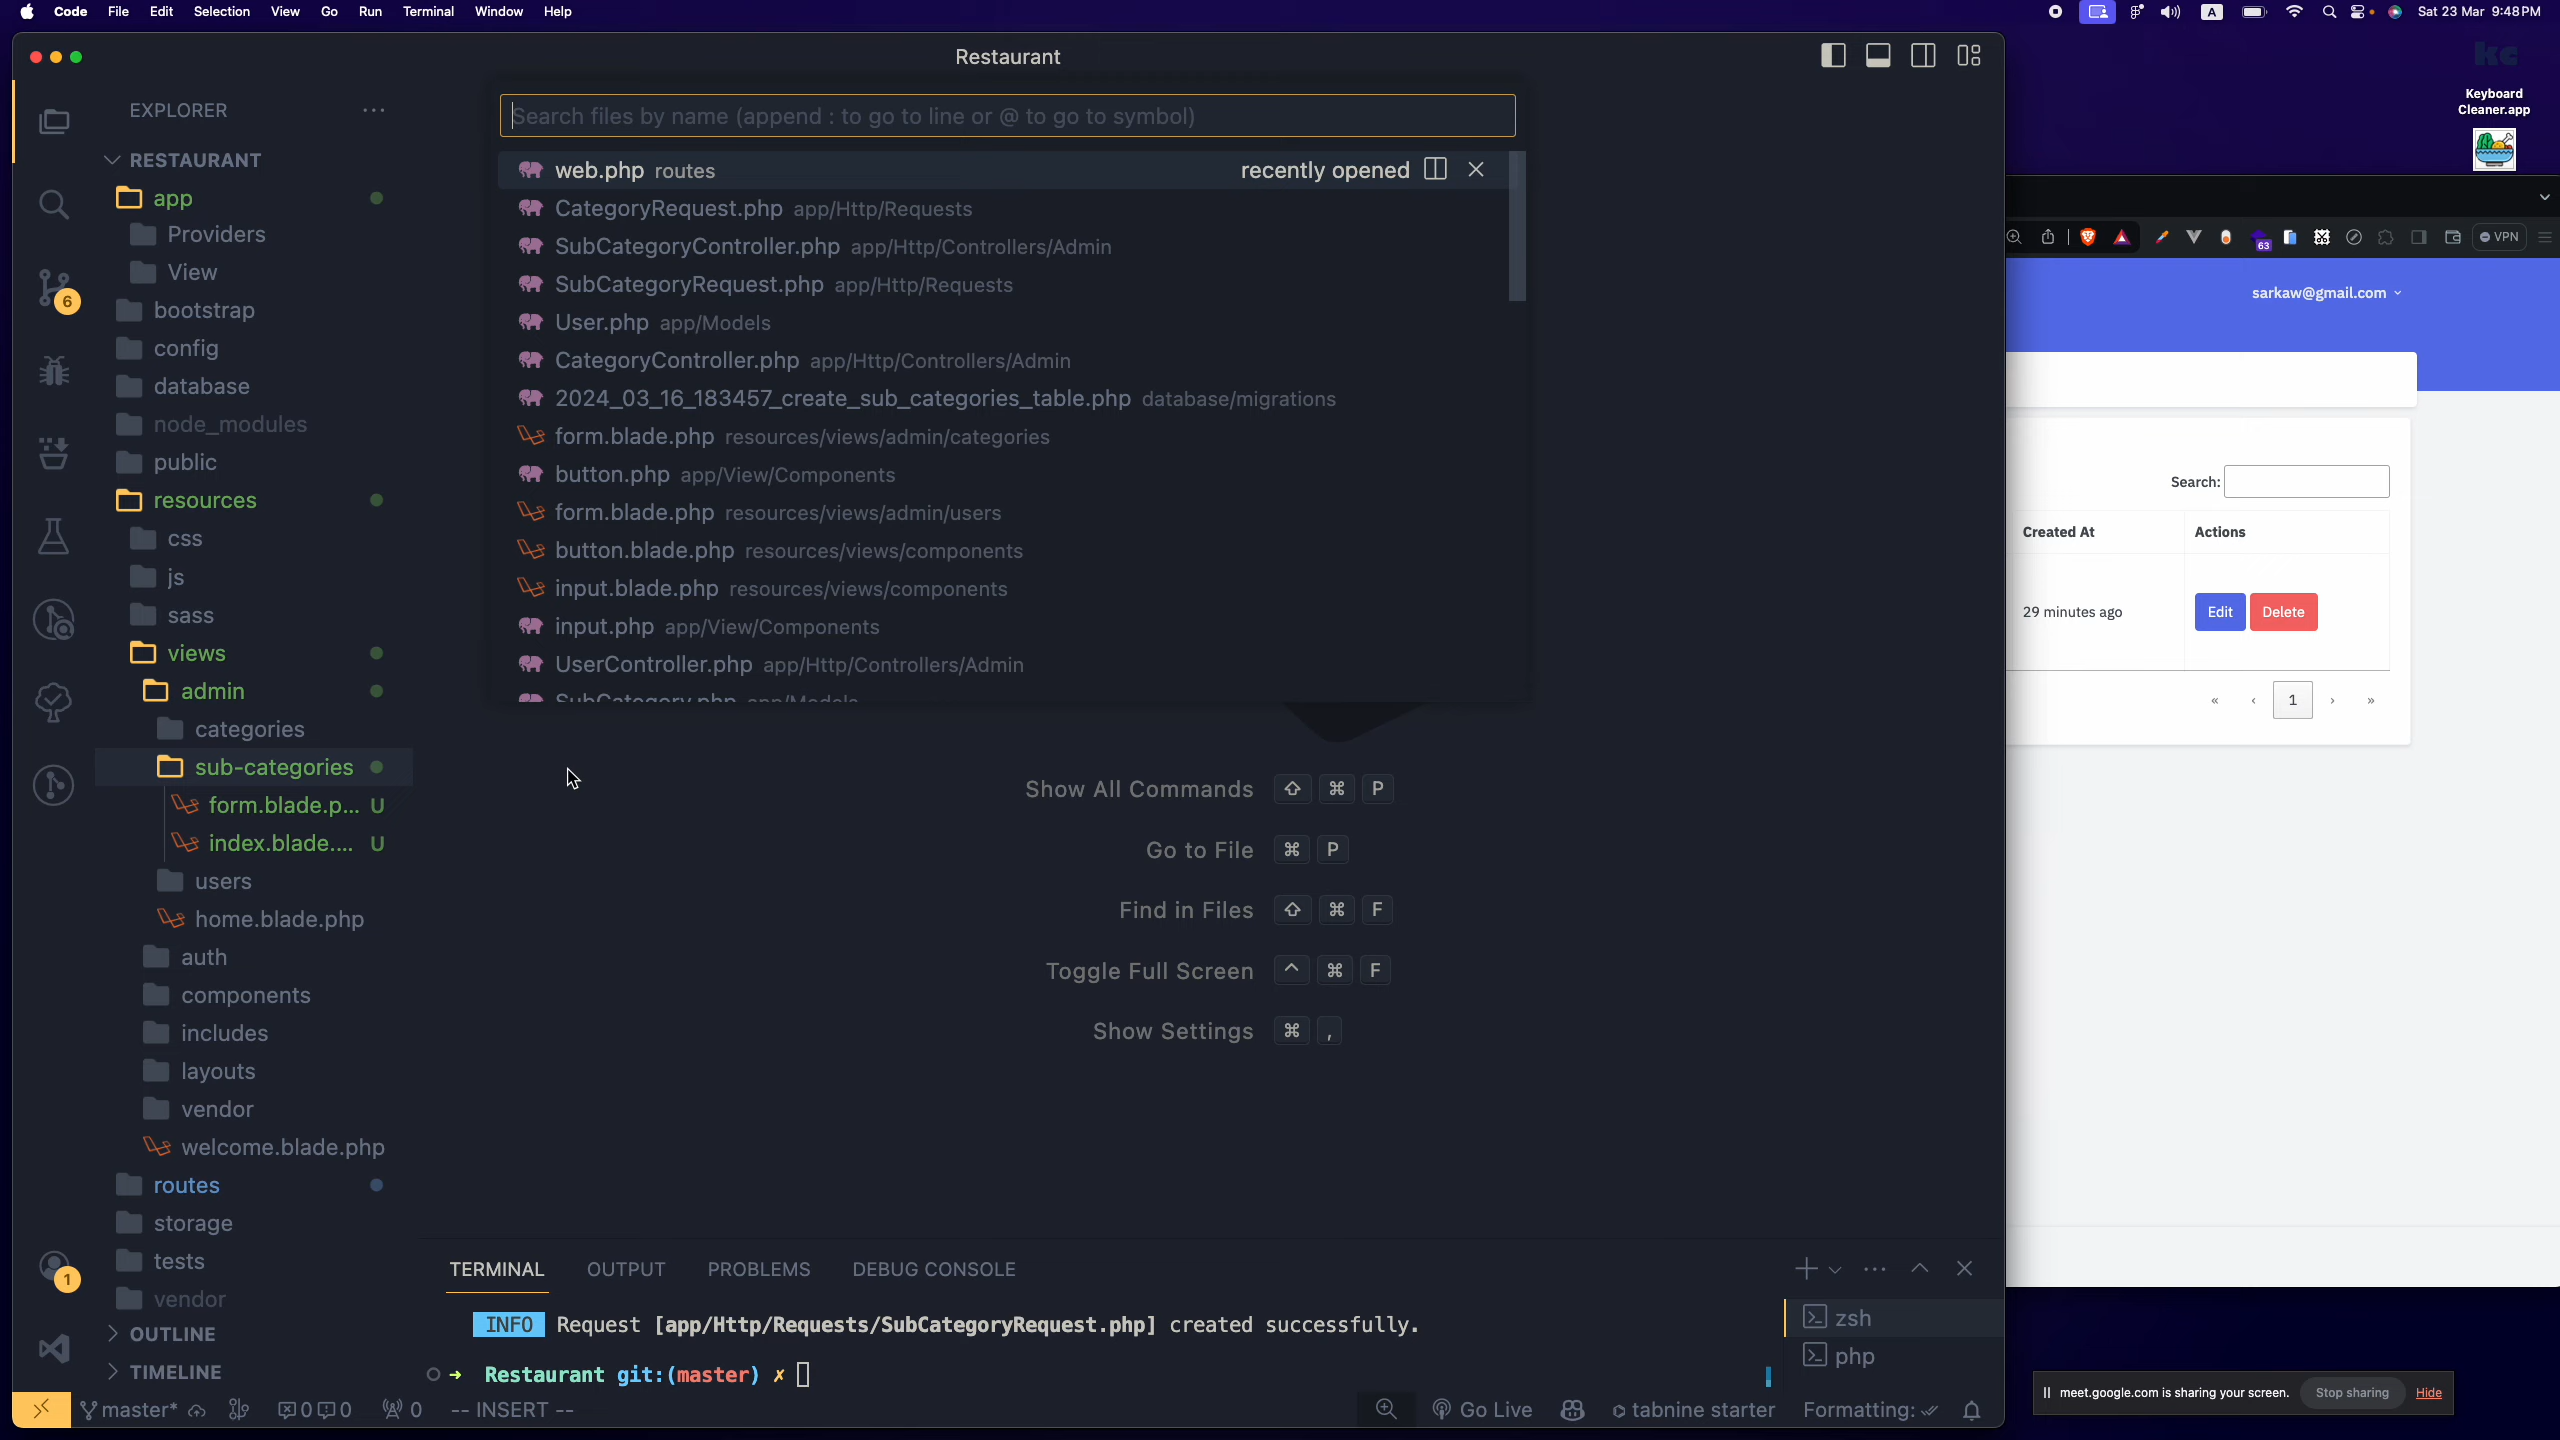 Code File Edit Selection View Go Run Terminal Window Help
A Sat 23 Mar 9:48 PM
kc
Keyboard
Cleaner.app
Restaurant
EXPLORER
RESTAURANT
app
Providers
View
bootstrap
config
database
node_modules
public
resources
css
js
sass
views
admin
categories
sub-categories
form.blade.p... U
index.blade.... U
users
home.blade.php
auth
components
includes
layouts
vendor
welcome.blade.php
routes
storage
tests
vendor
OUTLINE
TIMELINE
6
1
Search files by name (append : to go to line or @ to go to symbol)
web.php routes recently opened
CategoryRequest.php app/Http/Requests
SubCategoryController.php app/Http/Controllers/Admin
SubCategoryRequest.php app/Http/Requests
User.php app/Models
CategoryController.php app/Http/Controllers/Admin
2024_03_16_183457_create_sub_categories_table.php database/migrations
form.blade.php resources/views/admin/categories
button.php app/View/Components
form.blade.php resources/views/admin/users
button.blade.php resources/views/components
input.blade.php resources/views/components
input.php app/View/Components
UserController.php app/Http/Controllers/Admin
SubCategory.php app/Models
Show All Commands ⇧ ⌘ P
Go to File ⌘ P
Find in Files ⇧ ⌘ F
Toggle Full Screen ^ ⌘ F
Show Settings ⌘ ,
TERMINAL OUTPUT PROBLEMS DEBUG CONSOLE
INFO Request [app/Http/Requests/SubCategoryRequest.php] created successfully.
➜ Restaurant git:(master) ✗
zsh
php
master* 0 0 0 -- INSERT -- Go Live tabnine starter Formatting:
63 VPN
sarkaw@gmail.com
Search:
Created At Actions
29 minutes ago Edit Delete
« ‹ 1 › »
meet.google.com is sharing your screen. Stop sharing Hide